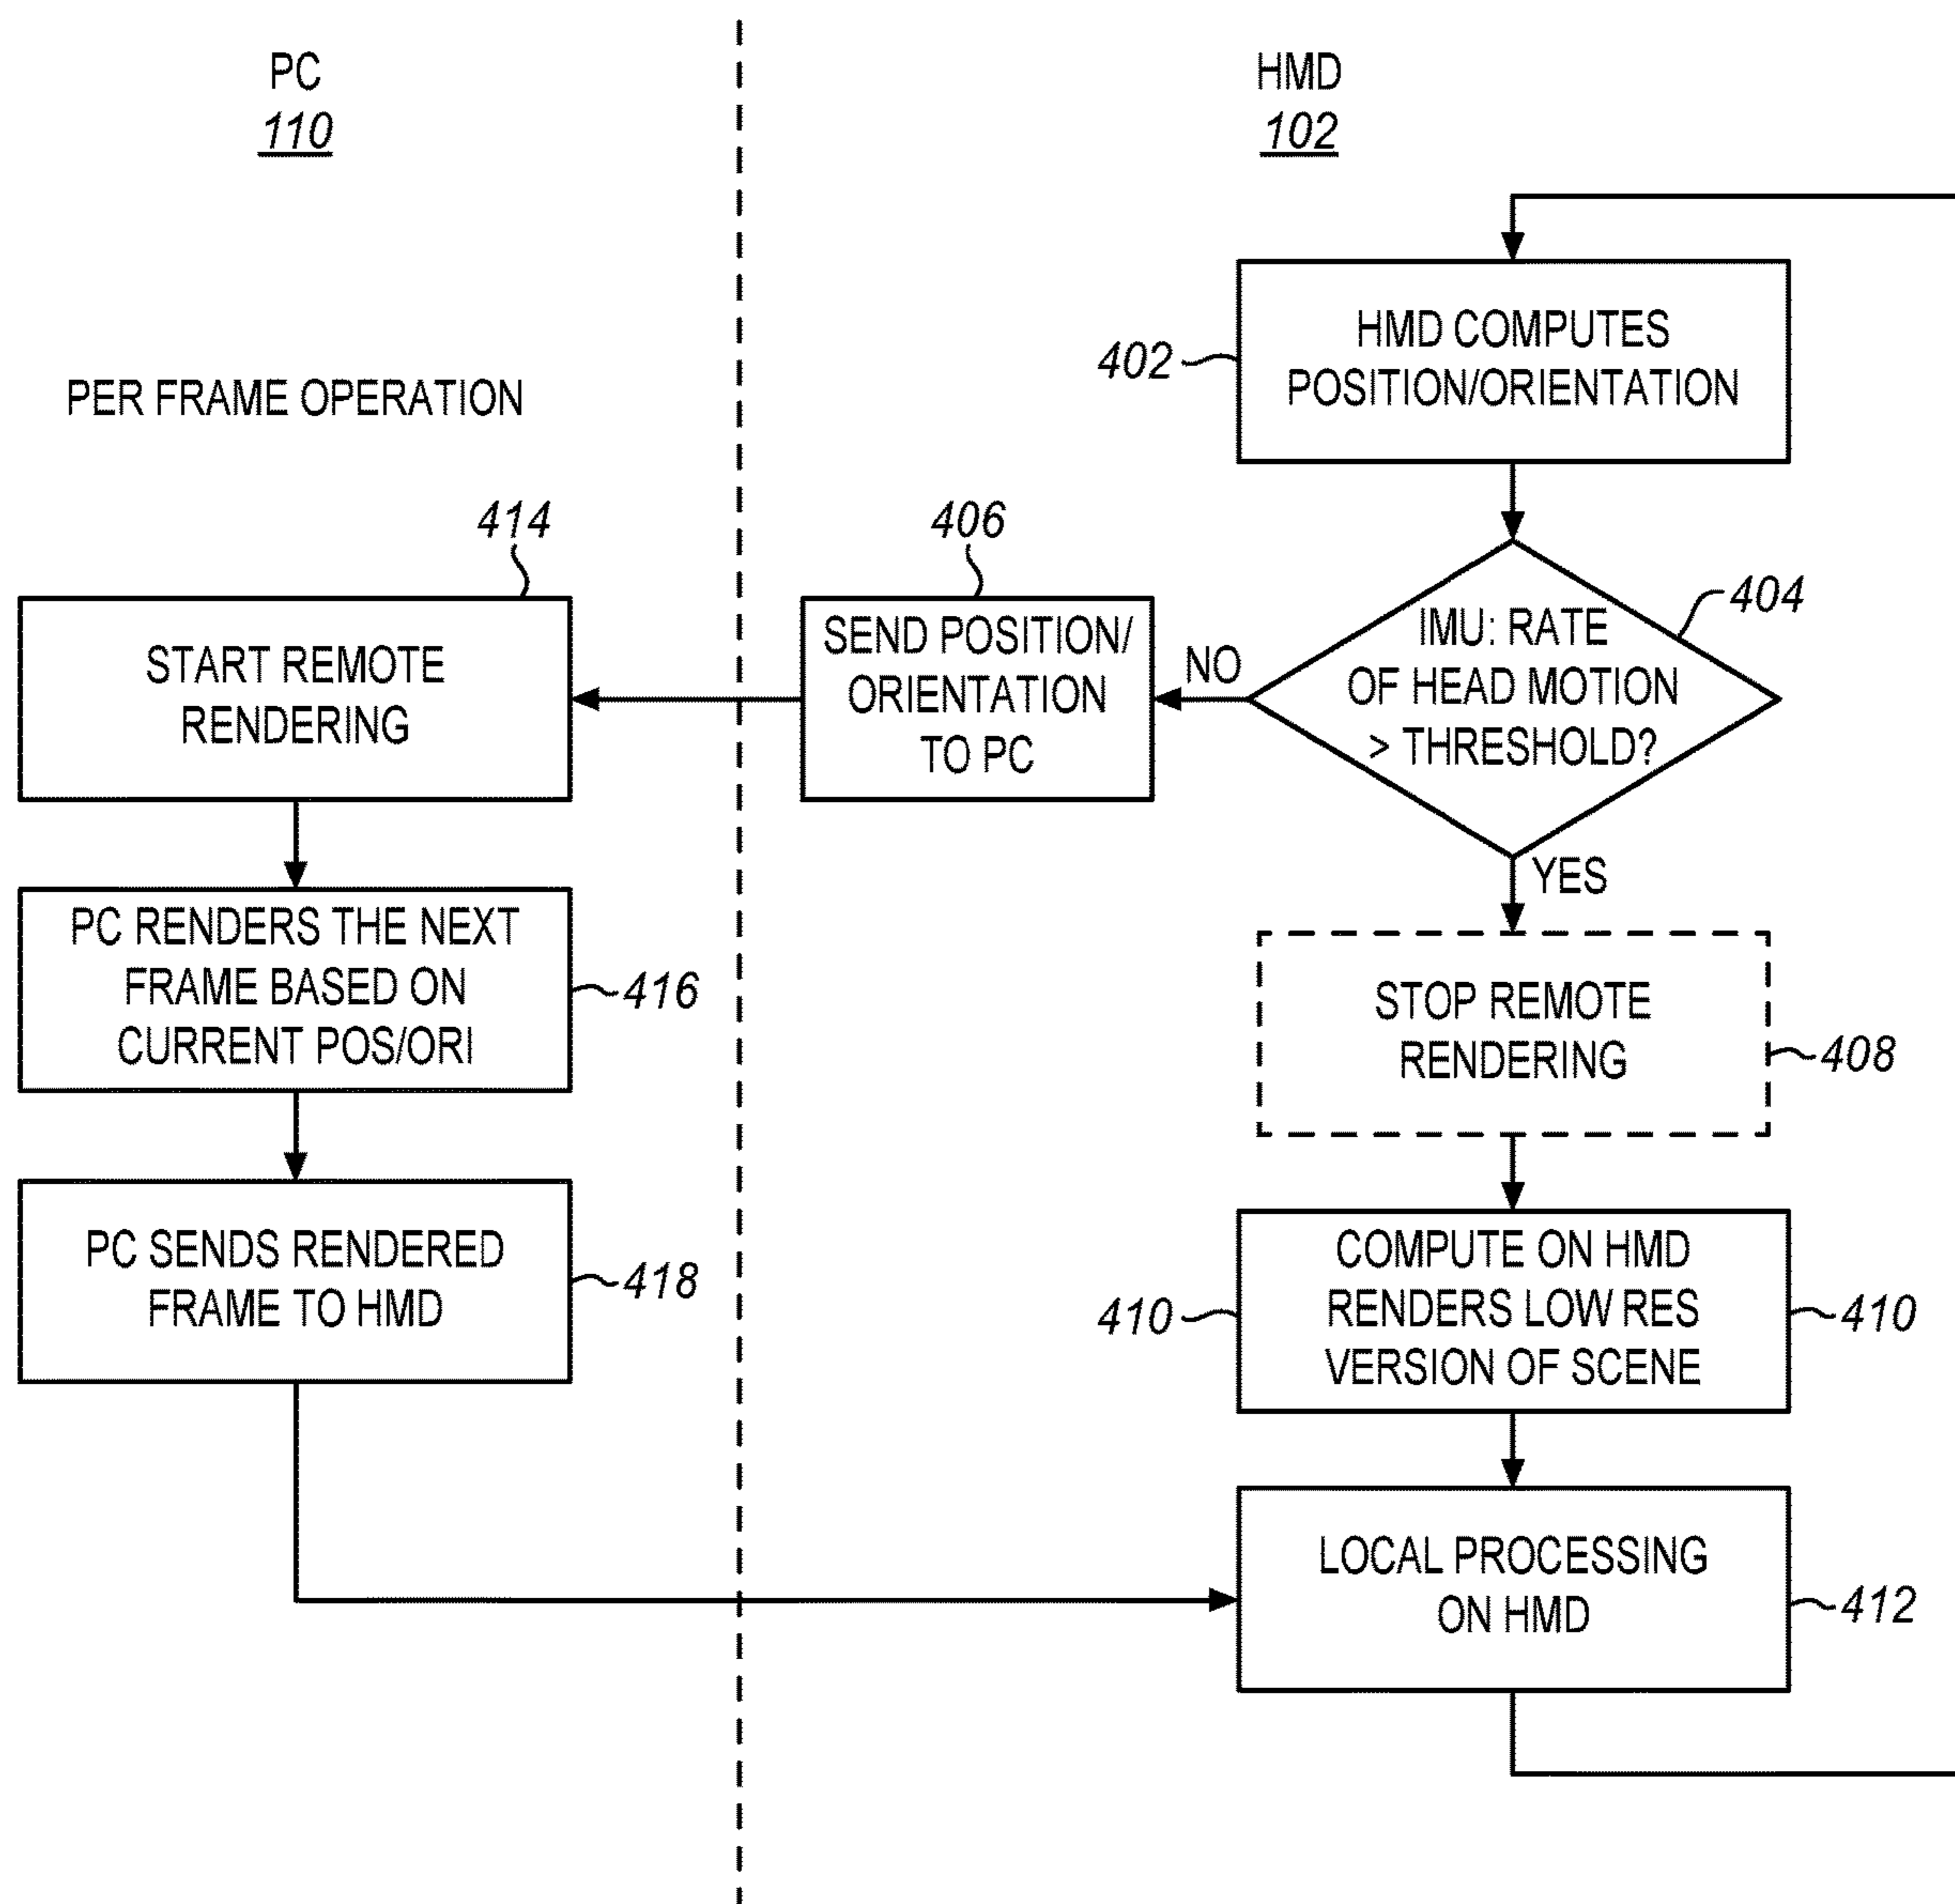 PC
110
HMD
102
PER FRAME OPERATION
402
HMD COMPUTES
POSITION/ORIENTATION
404
IMU: RATE
OF HEAD MOTION
> THRESHOLD?
NO
YES
406
SEND POSITION/
ORIENTATION
TO PC
414
START REMOTE
RENDERING
PC RENDERS THE NEXT
FRAME BASED ON
CURRENT POS/ORI
416
PC SENDS RENDERED
FRAME TO HMD
418
STOP REMOTE
RENDERING
408
410
COMPUTE ON HMD
RENDERS LOW RES
VERSION OF SCENE
410
LOCAL PROCESSING
ON HMD
412